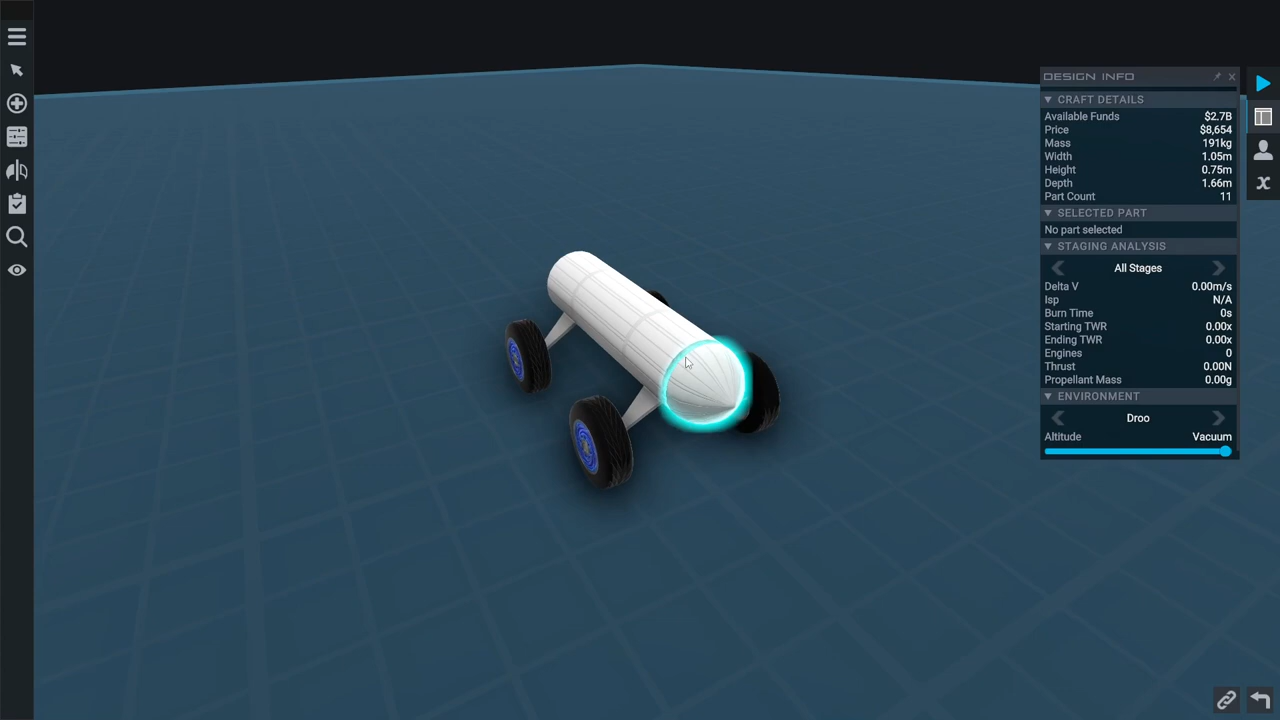 DESIGN INFO
CRAFT DETAILS
Available Funds $2.7B
Price $8,654
Mass 191kg
Width 1.05m
Height 0.75m
Depth 1.66m
Part Count 11
SELECTED PART
No part selected
STAGING ANALYSIS
All Stages
Delta V 0.00m/s
Isp N/A
Burn Time 0s
Starting TWR 0.00x
Ending TWR 0.00x
Engines 0
Thrust 0.00N
Propellant Mass 0.00g
ENVIRONMENT
Droo
Altitude Vacuum